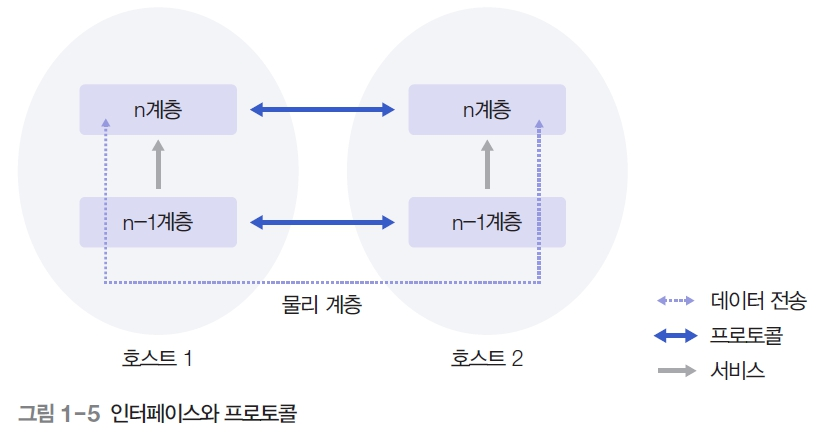 n계층
n계층
n-1계층
n-1계층
물리 계층
호스트 1
호스트 2
데이터 전송
프로토콜
서비스
그림 1-5 인터페이스와 프로토콜